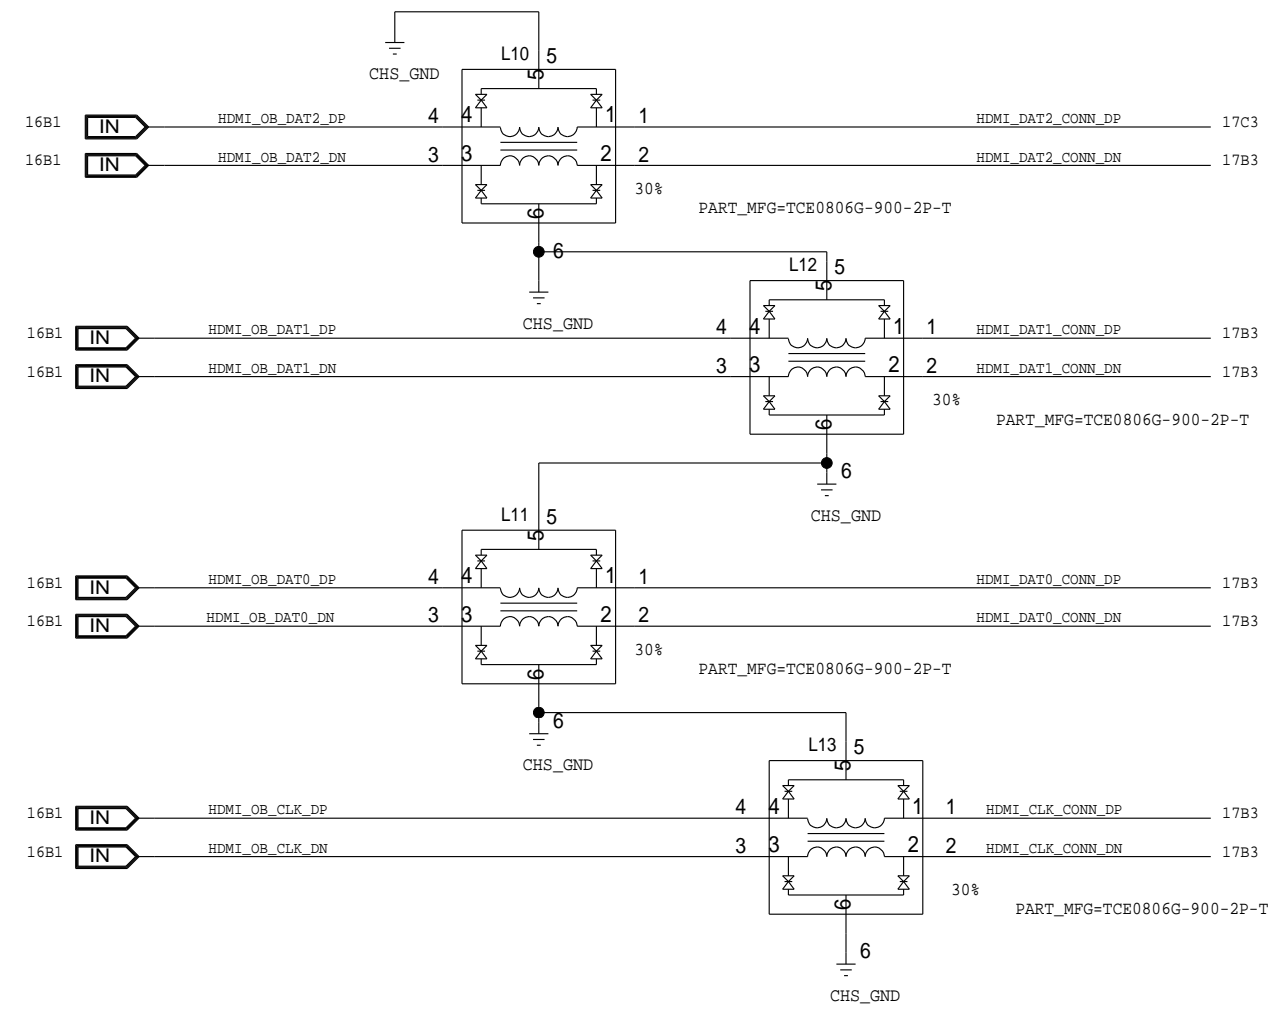 L10 5
5
CHS_GND
16B1 IN HDMI_OB_DAT2_DP 4 4 1 1 HDMI_DAT2_CONN_DP 17C3
16B1 IN HDMI_OB_DAT2_DN 3 3 2 2 HDMI_DAT2_CONN_DN 17B3
30%
PART_MFG=TCE0806G-900-2P-T
6
6
L12 5
5
CHS_GND
16B1 IN HDMI_OB_DAT1_DP 4 4 1 1 HDMI_DAT1_CONN_DP 17B3
16B1 IN HDMI_OB_DAT1_DN 3 3 2 2 HDMI_DAT1_CONN_DN 17B3
30%
PART_MFG=TCE0806G-900-2P-T
6
6
CHS_GND
L11 5
5
16B1 IN HDMI_OB_DAT0_DP 4 4 1 1 HDMI_DAT0_CONN_DP 17B3
16B1 IN HDMI_OB_DAT0_DN 3 3 2 2 HDMI_DAT0_CONN_DN 17B3
30%
PART_MFG=TCE0806G-900-2P-T
6
6
CHS_GND
L13 5
5
16B1 IN HDMI_OB_CLK_DP 4 4 1 1 HDMI_CLK_CONN_DP 17B3
16B1 IN HDMI_OB_CLK_DN 3 3 2 2 HDMI_CLK_CONN_DN 17B3
30%
PART_MFG=TCE0806G-900-2P-T
6
6
CHS_GND